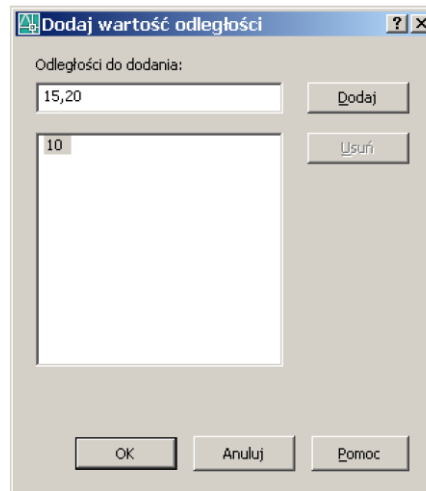 Dodaj wartość odległości
Odległości do dodania:
15,20
Dodaj
10
Usuń
OK
Anuluj
Pomoc